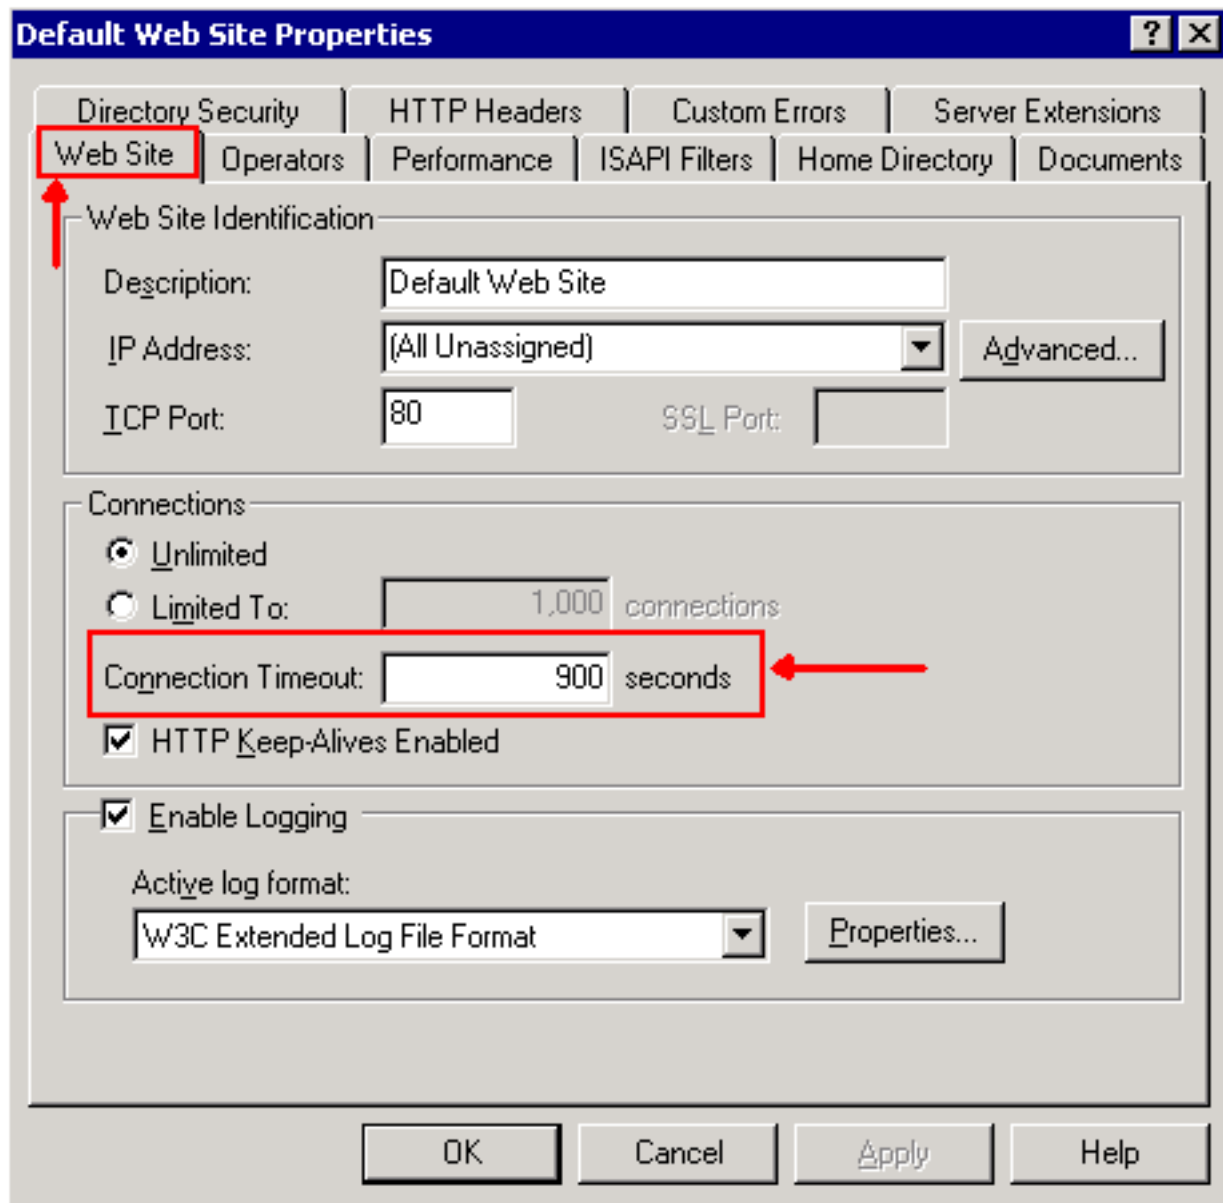 Default Web Site Properties ? X
Directory Security HTTP Headers Custom Errors Server Extensions
Web Site Operators Performance ISAPI Filters Home Directory Documents
Web Site Identification
Description: Default Web Site
IP Address: (All Unassigned) Advanced...
TCP Port: 80 SSL Port:
Connections
Unlimited
Limited To: 1,000 connections
Connection Timeout: 900 seconds
HTTP Keep-Alives Enabled
Enable Logging
Active log format:
W3C Extended Log File Format Properties...
OK Cancel Apply Help